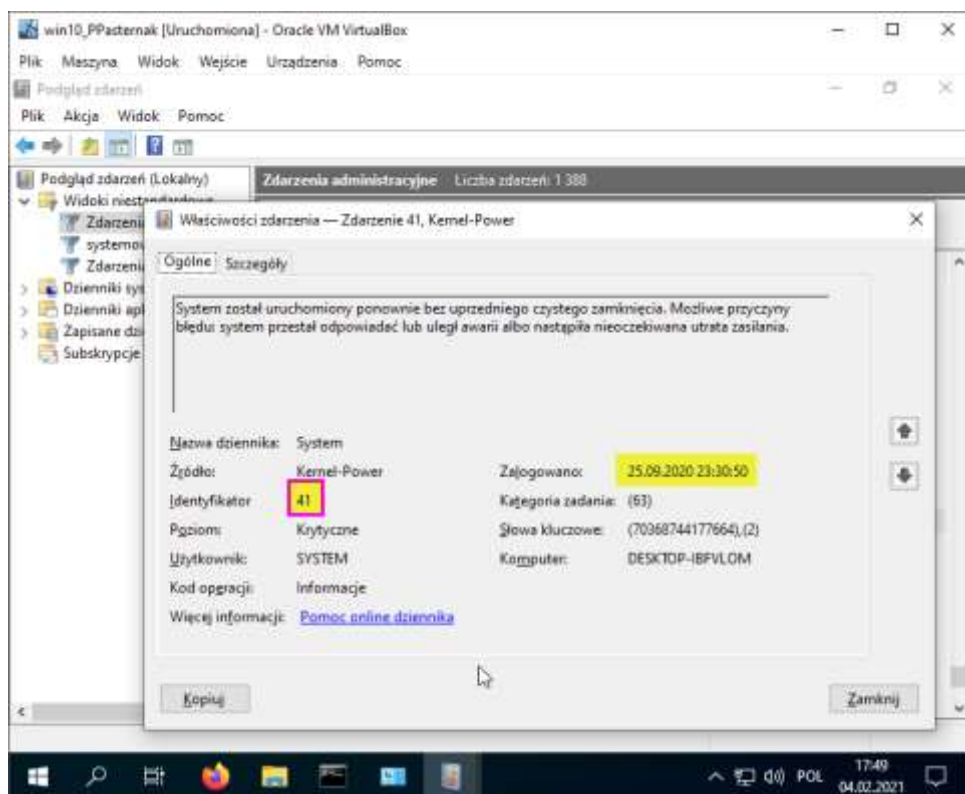 win10_PPasternak [Uruchomiona] - Oracle VM VirtualBox
Plik Maszyna Widok Wejście Urządzenia Pomoc
Podgląd zdarzeń
Plik Akcja Widok Pomoc
Podgląd zdarzeń (Lokalny)
Zdarzenia administracyjne Liczba zdarzeń: 1 388
Widoki niestandardowe
Zdarzeni
systemow
Zdarzeni
Dzienniki sys
Dzienniki apl
Zapisane dzi
Subskrypcje
Właściwości zdarzenia — Zdarzenie 41, Kernel-Power
Ogólne Szczegóły
System został uruchomiony ponownie bez uprzedniego czystego zamknięcia. Możliwe przyczyny
błędu: system przestał odpowiadać lub uległ awarii albo nastąpiła nieoczekiwana utrata zasilania.
Nazwa dziennika: System
Źródło: Kernel-Power Zalogowano: 25.09.2020 23:30:50
Identyfikator 41 Kategoria zadania: (63)
Poziom: Krytyczne Słowa kluczowe: (70368744177664),(2)
Użytkownik: SYSTEM Komputer: DESKTOP-IBFVLOM
Kod operacji: Informacje
Więcej informacji: Pomoc online dziennika
Kopiuj Zamknij
POL 17:49
04.02.2021